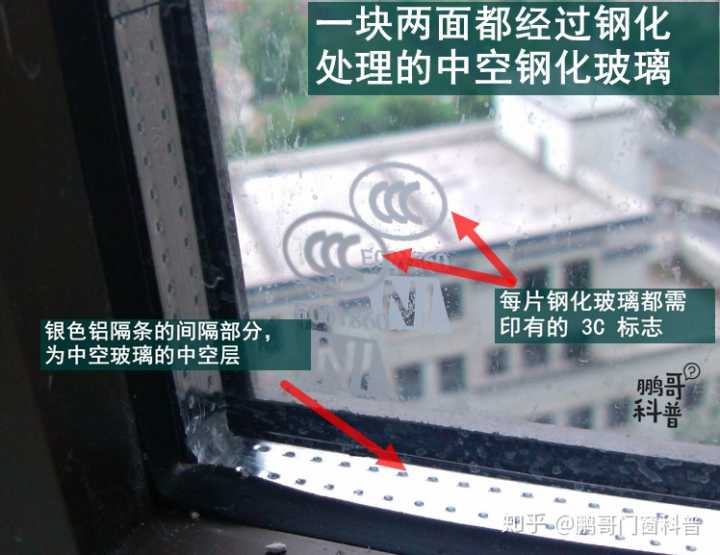 一块两面都经过钢化
处理的中空钢化玻璃
每片钢化玻璃都需
印有的 3C 标志
银色铝隔条的间隔部分，
为中空玻璃的中空层
鹏哥?
科普
知乎 @鹏哥门窗科普